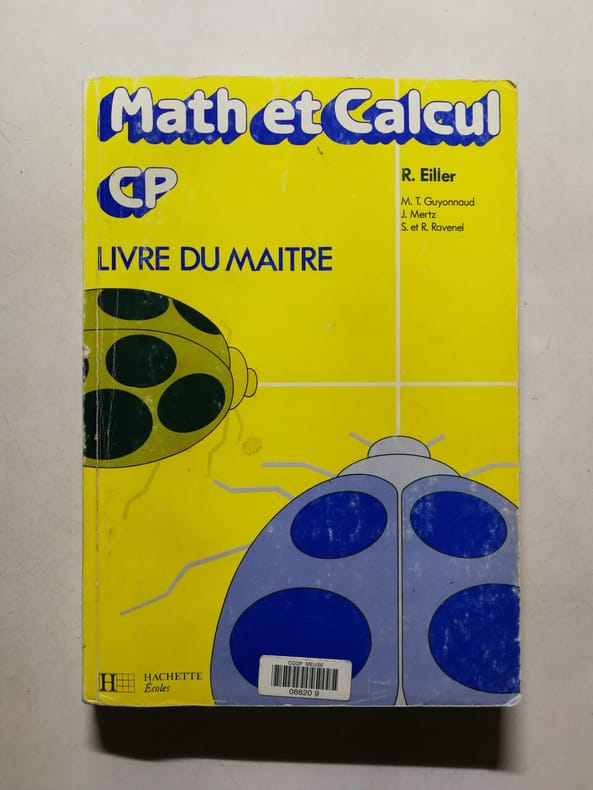 Math et Calcul
CP
R. Eiller
M. T. Guyonnaud
J. Mertz
S. et R. Ravenel
LIVRE DU MAITRE
HACHETTE
Écoles
CDDP MEUSE
08820 9